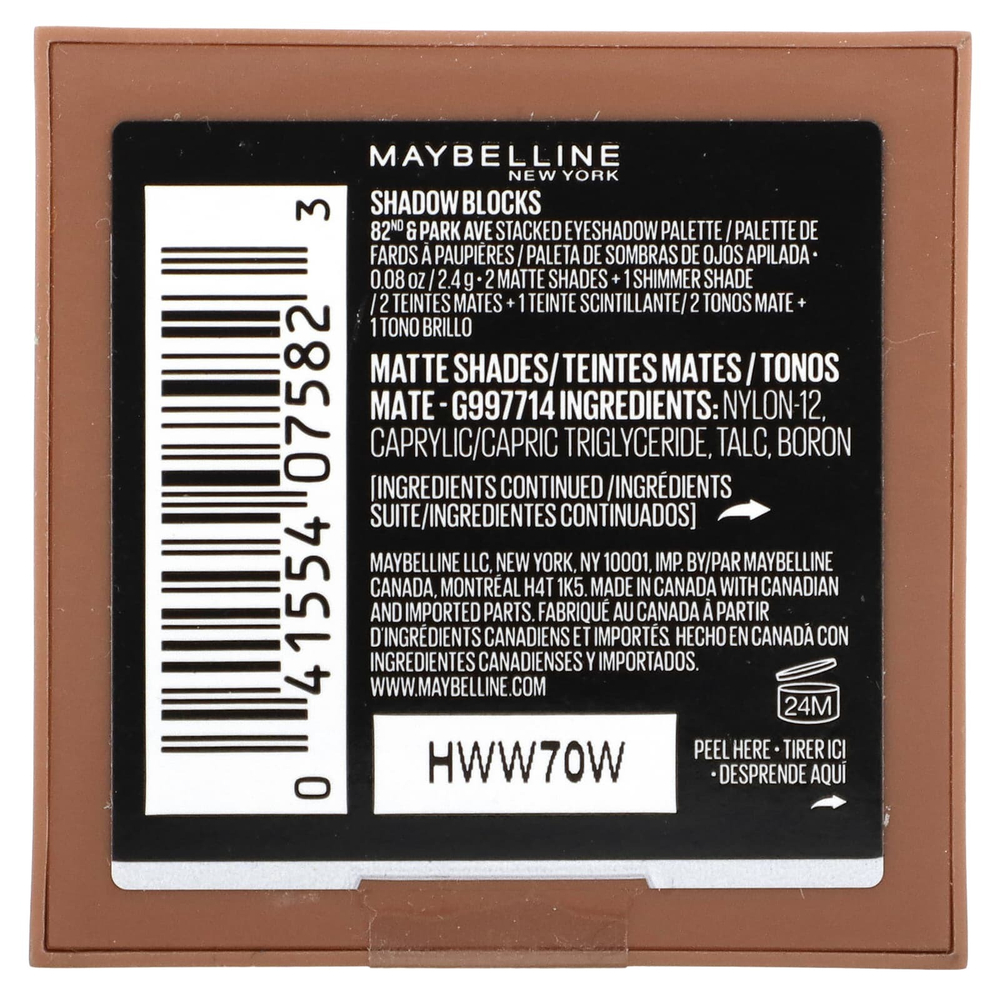 MAYBELLINE
NEW YORK
SHADOW BLOCKS
82ND & PARK AVE STACKED EYESHADOW PALETTE / PALETTE DE
FARDS À PAUPIÈRES / PALETA DE SOMBRAS DE OJOS APILADA •
0.08 oz / 2.4 g • 2 MATTE SHADES + 1 SHIMMER SHADE
/ 2 TEINTES MATES + 1 TEINTE SCINTILLANTE / 2 TONOS MATE +
1 TONO BRILLO
MATTE SHADES / TEINTES MATES / TONOS
MATE - G997714 INGREDIENTS: NYLON-12,
CAPRYLIC/CAPRIC TRIGLYCERIDE, TALC, BORON
[INGREDIENTS CONTINUED / INGRÉDIENTS
SUITE/INGREDIENTES CONTINUADOS]
MAYBELLINE LLC, NEW YORK, NY 10001, IMP. BY/PAR MAYBELLINE
CANADA, MONTRÉAL H4T 1K5. MADE IN CANADA WITH CANADIAN
AND IMPORTED PARTS. FABRIQUÉ AU CANADA À PARTIR
D'INGRÉDIENTS CANADIENS ET IMPORTÉS. HECHO EN CANADÁ CON
INGREDIENTES CANADIENSES Y IMPORTADOS.
WWW.MAYBELLINE.COM
24M
HWW70W
PEEL HERE • TIRER ICI
• DESPRENDE AQUÍ
0 41554 07582 3